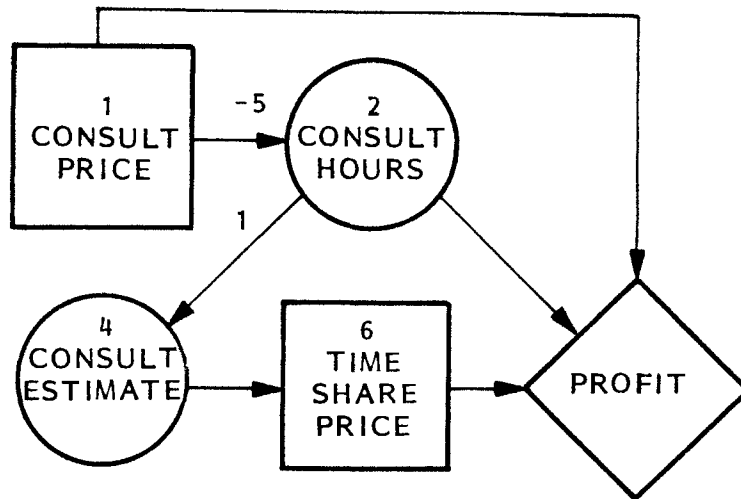 1
CONSULT
PRICE
-5
2
CONSULT
HOURS
1
4
CONSULT
ESTIMATE
6
TIME
SHARE
PRICE
PROFIT